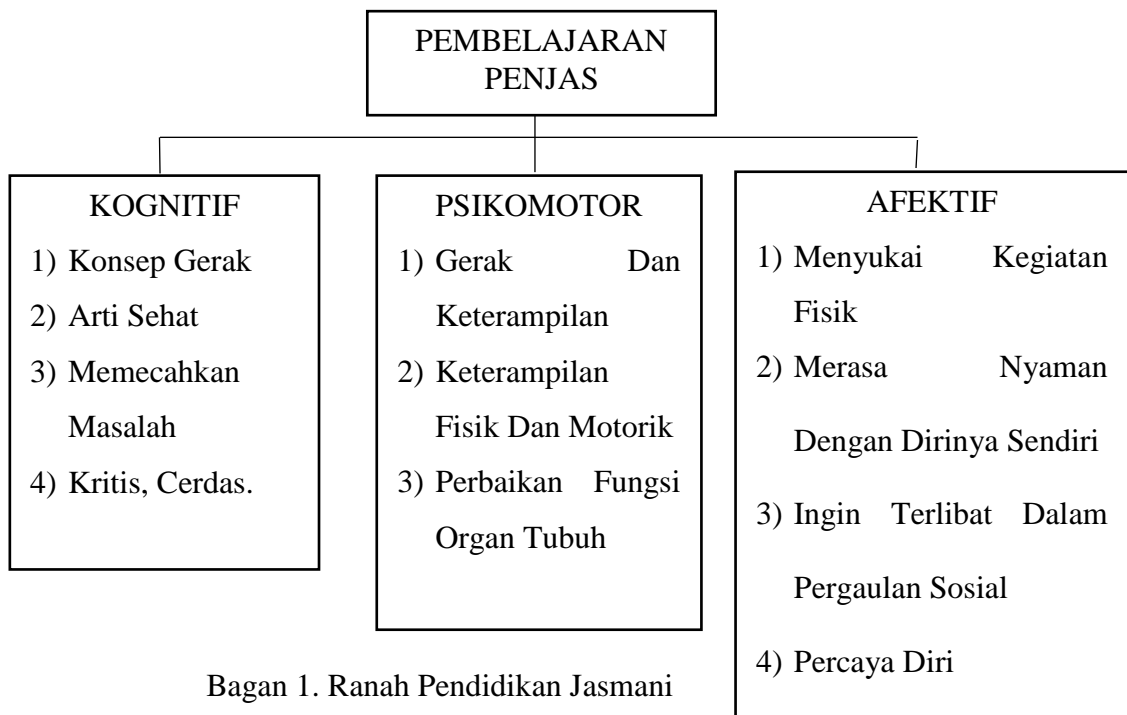 PEMBELAJARAN
PENJAS
KOGNITIF
1) Konsep Gerak
2) Arti Sehat
3) Memecahkan
Masalah
4) Kritis, Cerdas.
PSIKOMOTOR
1) Gerak Dan
Keterampilan
2) Keterampilan
Fisik Dan Motorik
3) Perbaikan Fungsi
Organ Tubuh
AFEKTIF
1) Menyukai Kegiatan
Fisik
2) Merasa Nyaman
Dengan Dirinya Sendiri
3) Ingin Terlibat Dalam
Pergaulan Sosial
4) Percaya Diri
Bagan 1. Ranah Pendidikan Jasmani